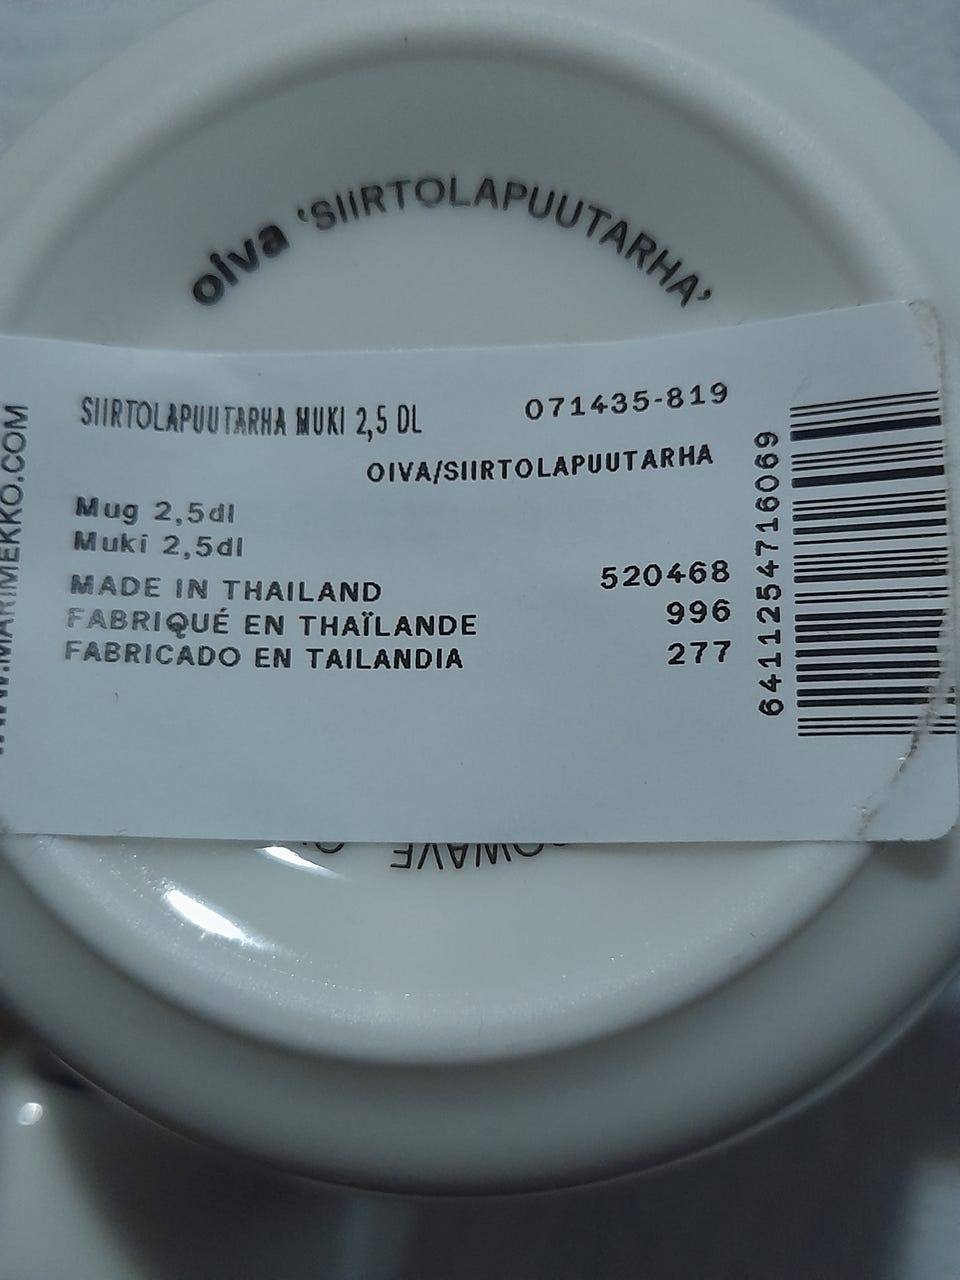 oiva 'SIIRTOLAPUUTARHA'
SIIRTOLAPUUTARHA MUKI 2,5 DL
071435-819
OIVA/SIIRTOLAPUUTARHA
Mug 2,5dl
Muki 2,5dl
MADE IN THAILAND
FABRIQUÉ EN THAÏLANDE
FABRICADO EN TAILANDIA
520468
996
277
6411254716069
WWW.MARIMEKKO.COM